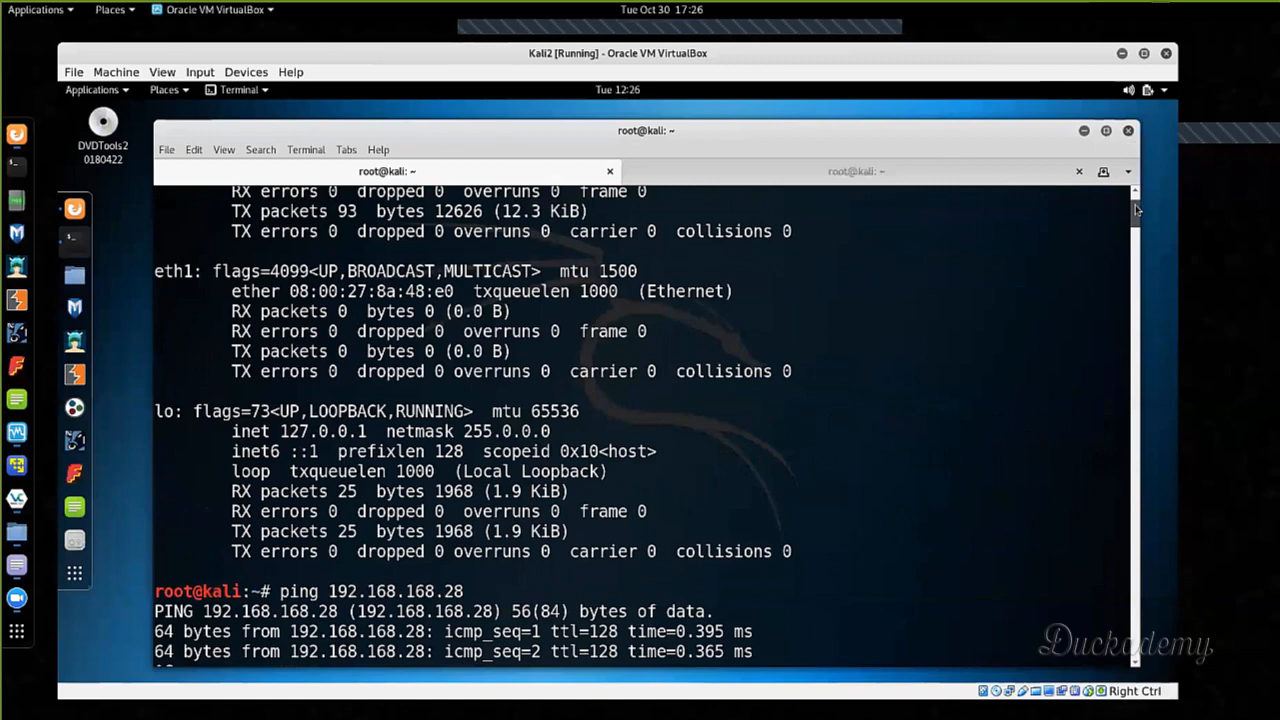 Applications Places Oracle VM VirtualBox Tue Oct 30 17:26
Kali2 [Running] - Oracle VM VirtualBox
File Machine View Input Devices Help
Applications Places Terminal Tue 12:26
DVDTools2
0180422
root@kali: ~
File Edit View Search Terminal Tabs Help
root@kali: ~ root@kali: ~
RX errors 0 dropped 0 overruns 0 frame 0
TX packets 93 bytes 12626 (12.3 KiB)
TX errors 0 dropped 0 overruns 0 carrier 0 collisions 0
eth1: flags=4099<UP,BROADCAST,MULTICAST> mtu 1500
ether 08:00:27:8a:48:e0 txqueuelen 1000 (Ethernet)
RX packets 0 bytes 0 (0.0 B)
RX errors 0 dropped 0 overruns 0 frame 0
TX packets 0 bytes 0 (0.0 B)
TX errors 0 dropped 0 overruns 0 carrier 0 collisions 0
lo: flags=73<UP,LOOPBACK,RUNNING> mtu 65536
inet 127.0.0.1 netmask 255.0.0.0
inet6 ::1 prefixlen 128 scopeid 0x10<host>
loop txqueuelen 1000 (Local Loopback)
RX packets 25 bytes 1968 (1.9 KiB)
RX errors 0 dropped 0 overruns 0 frame 0
TX packets 25 bytes 1968 (1.9 KiB)
TX errors 0 dropped 0 overruns 0 carrier 0 collisions 0
root@kali:~# ping 192.168.168.28
PING 192.168.168.28 (192.168.168.28) 56(84) bytes of data.
64 bytes from 192.168.168.28: icmp_seq=1 ttl=128 time=0.395 ms
64 bytes from 192.168.168.28: icmp_seq=2 ttl=128 time=0.365 ms
Duckademy
Right Ctrl